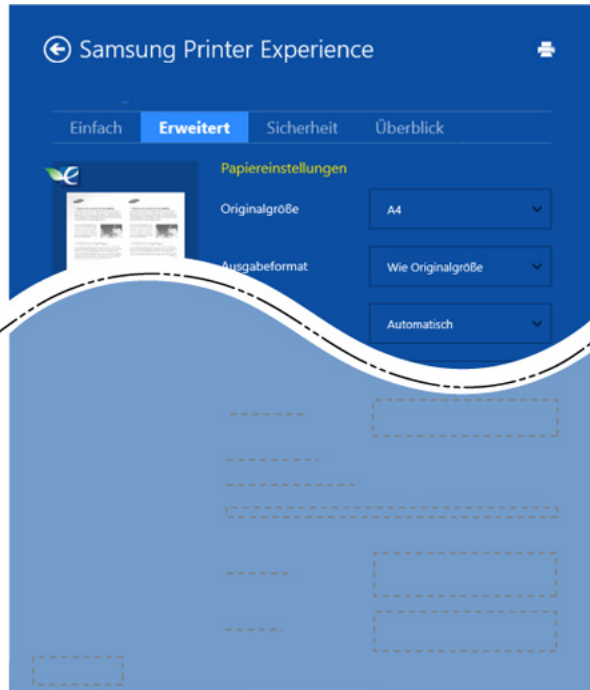 Samsung Printer Experience
Einfach Erweitert Sicherheit Überblick
Papiereinstellungen
Originalgröße A4
Ausgabeformat Wie Originalgröße
Automatisch